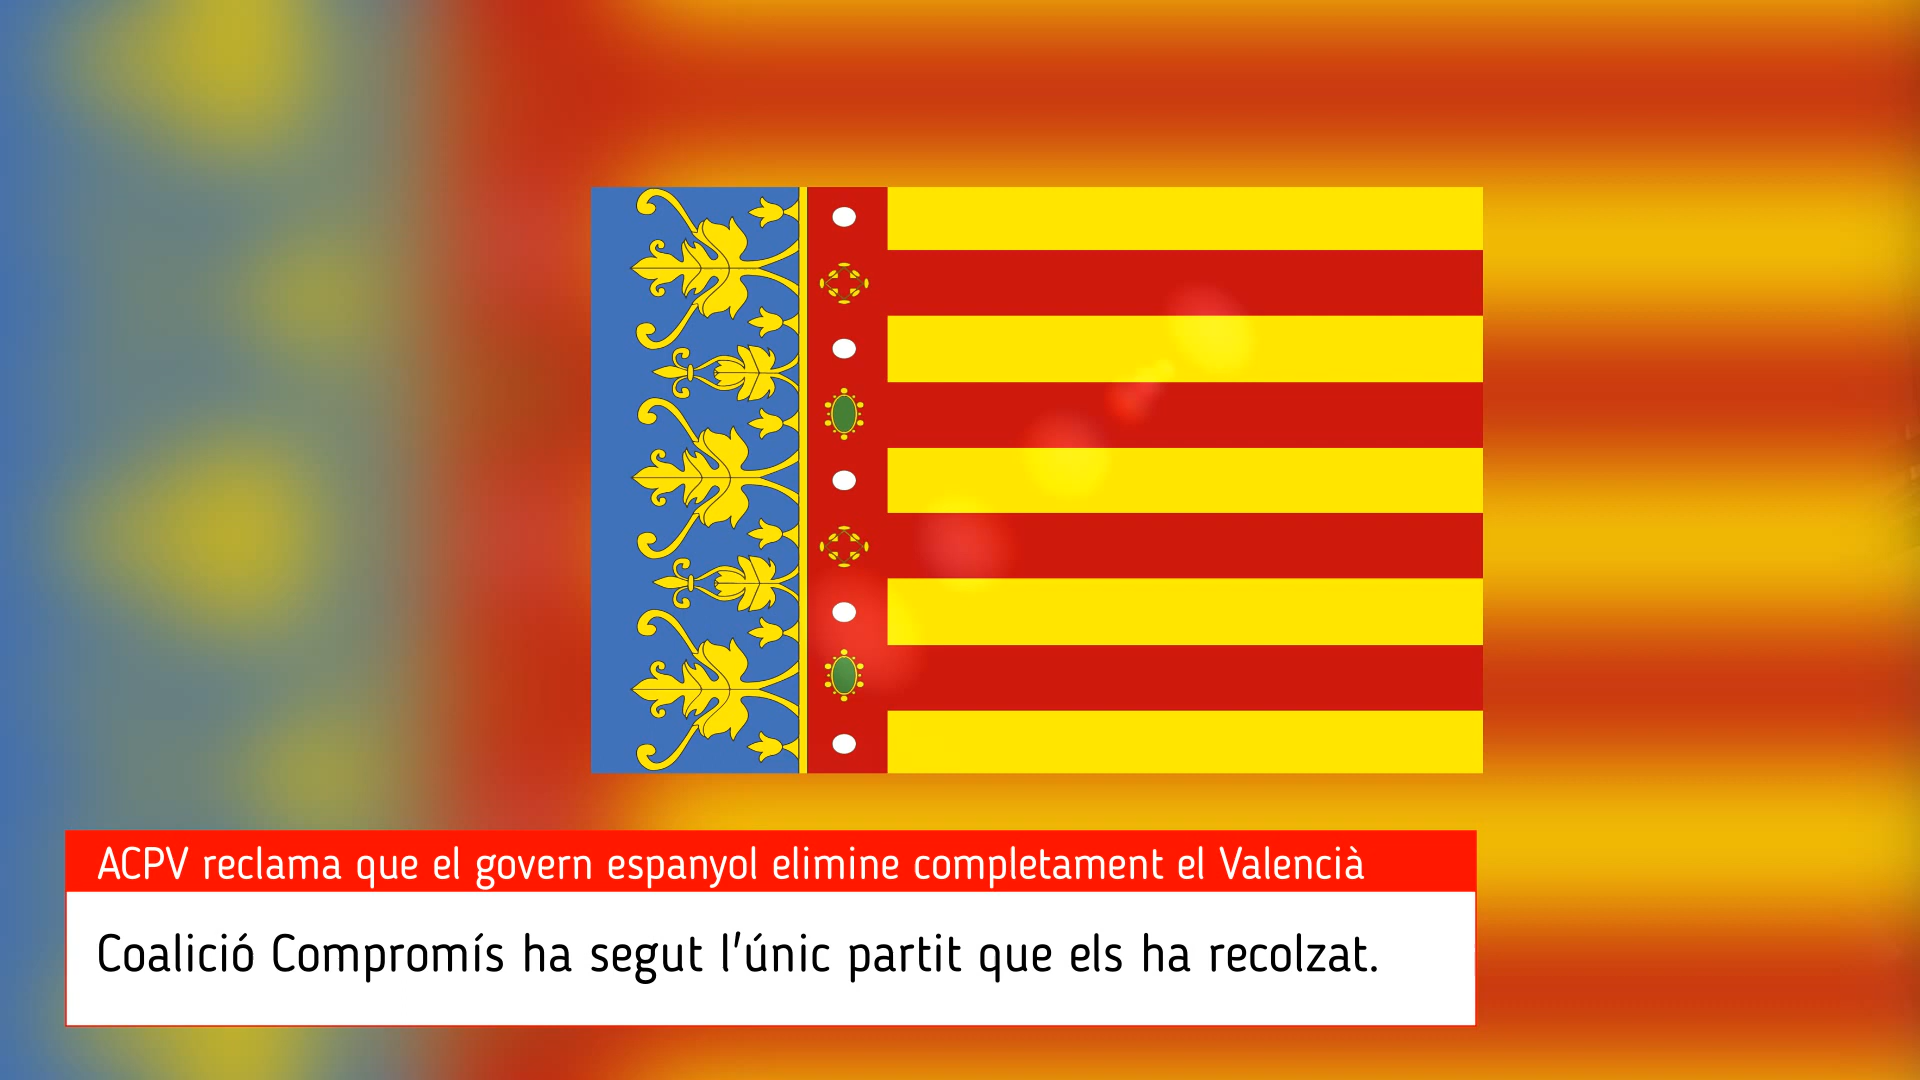 ACPV reclama que el govern espanyol elimine completament el Valencià
Coalició Compromís ha segut l'únic partit que els ha recolzat.